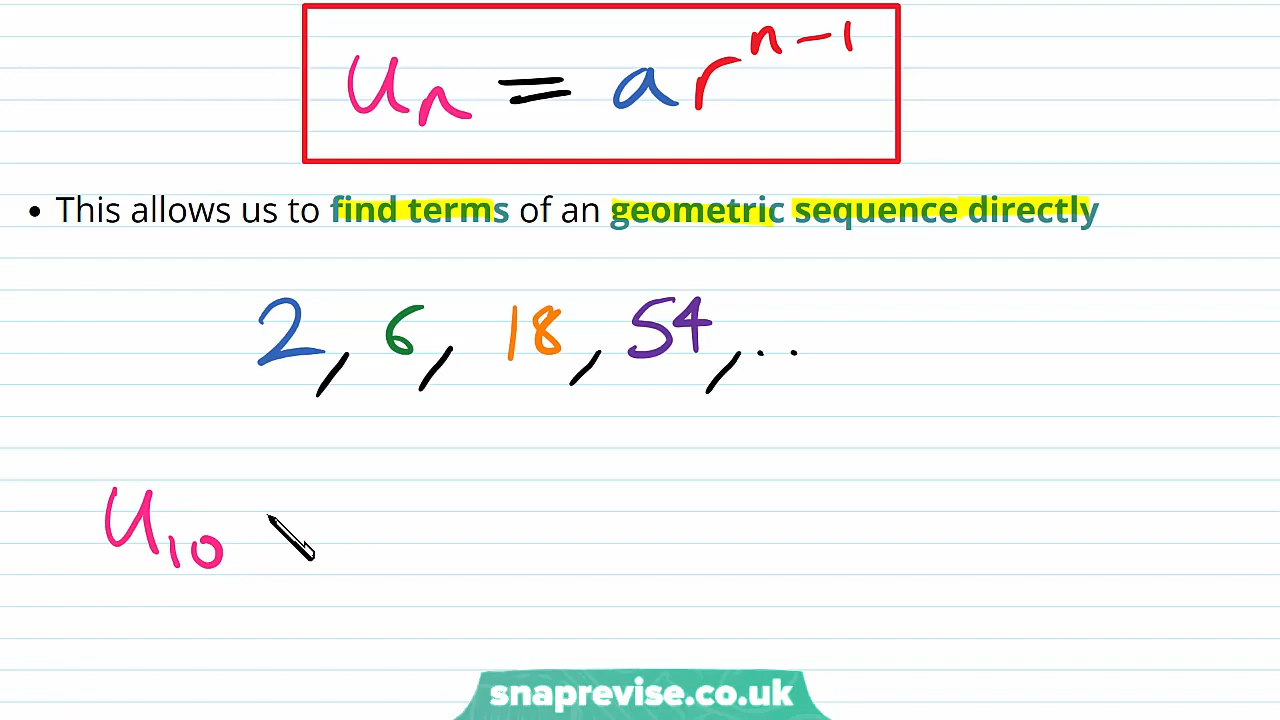 uₙ = arⁿ⁻¹
• This allows us to find terms of an geometric sequence directly
2, 6, 18, 54, ..
u₁₀
snaprevise.co.uk